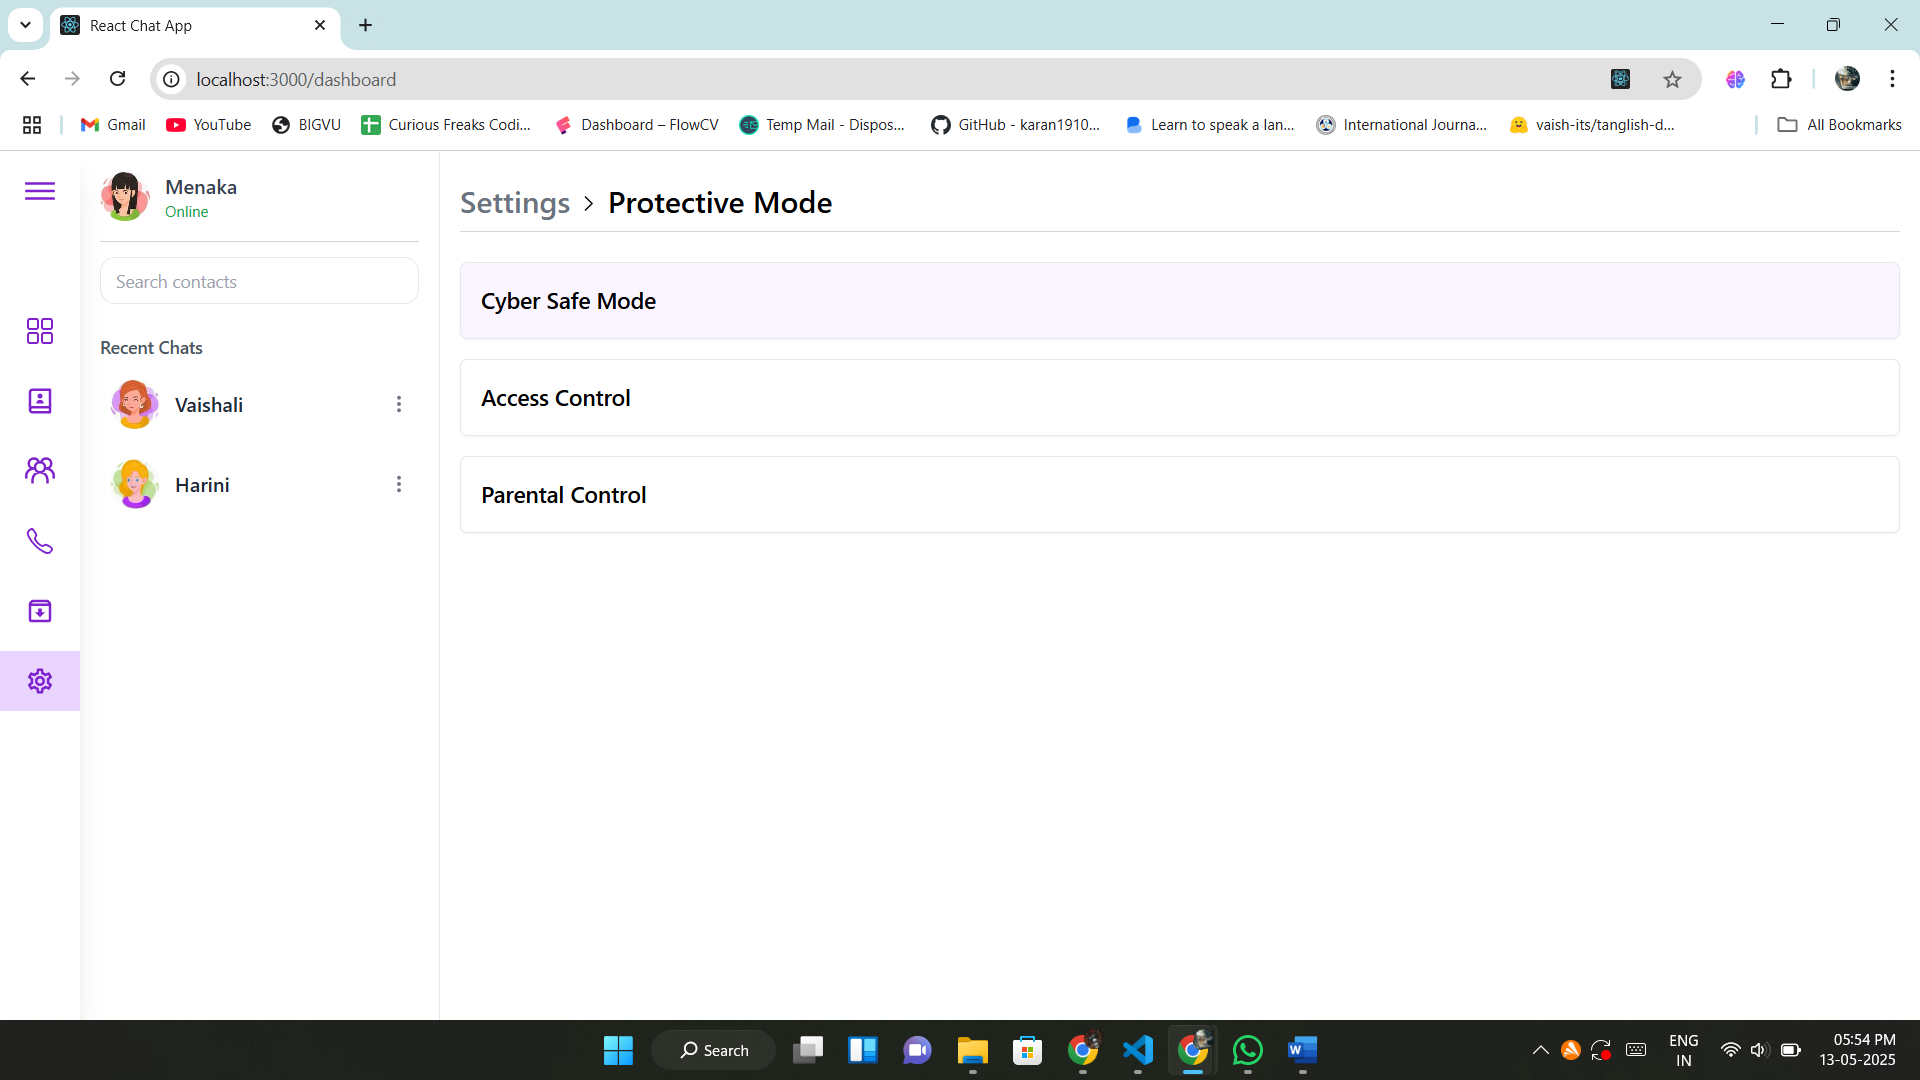 React Chat App
localhost:3000/dashboard
Gmail
YouTube
BIGVU
Curious Freaks Codi...
Dashboard – FlowCV
Temp Mail - Dispos...
GitHub - karan1910...
Learn to speak a lan...
International Journa...
vaish-its/tanglish-d...
All Bookmarks
Menaka
Online
Search contacts
Recent Chats
Vaishali
Harini
Settings > Protective Mode
Cyber Safe Mode
Access Control
Parental Control
Search
ENG
IN
05:54 PM
13-05-2025